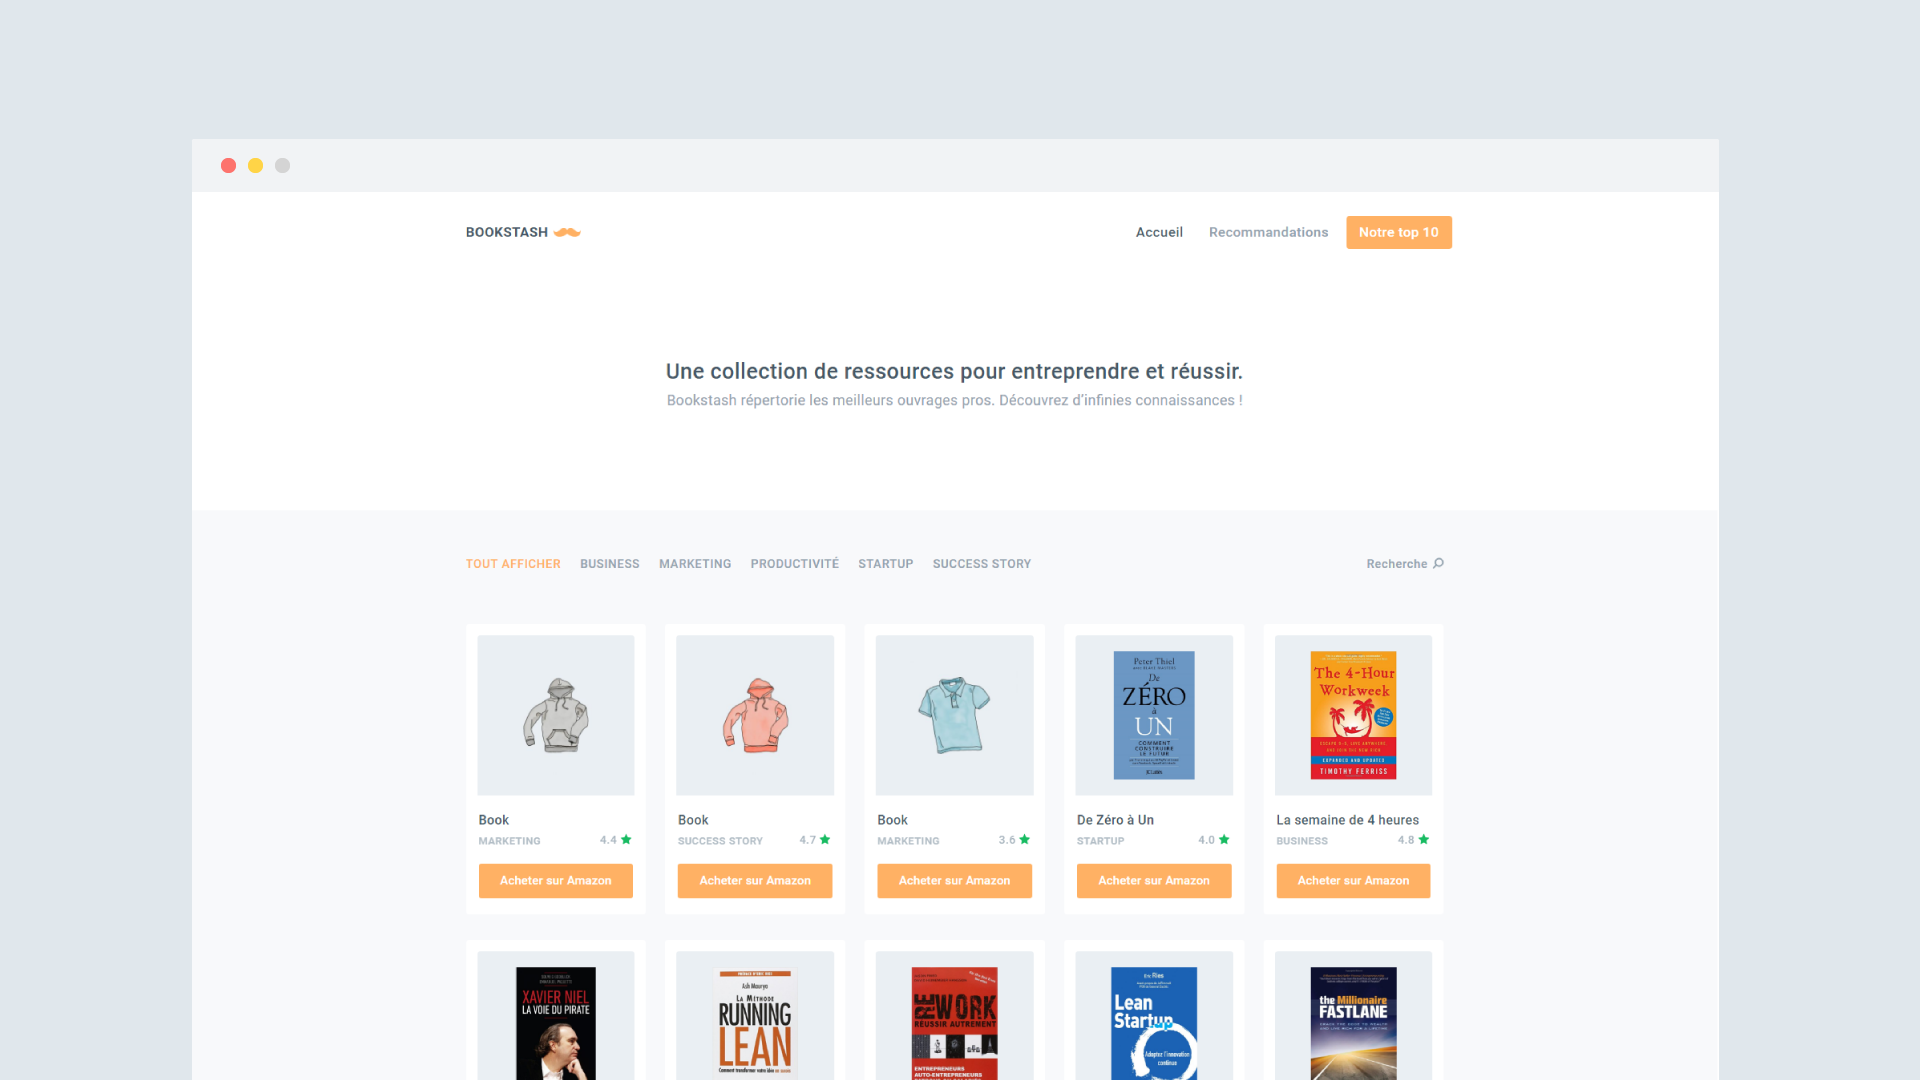 BOOKSTASH
Accueil
Recommandations
Notre top 10
Une collection de ressources pour entreprendre et réussir.
Bookstash répertorie les meilleurs ouvrages pros. Découvrez d’infinies connaissances !
TOUT AFFICHER
BUSINESS
MARKETING
PRODUCTIVITÉ
STARTUP
SUCCESS STORY
Recherche
Book
MARKETING
4.4
Acheter sur Amazon
Book
SUCCESS STORY
4.7
Acheter sur Amazon
Book
MARKETING
3.6
Acheter sur Amazon
Peter Thiel
De
ZÉRO
à
UN
COMMENT
CONSTRUIRE
LE FUTUR
De Zéro à Un
STARTUP
4.0
Acheter sur Amazon
The 4-Hour
Workweek
EXPANDED AND UPDATED
TIMOTHY FERRISS
La semaine de 4 heures
BUSINESS
4.8
Acheter sur Amazon
XAVIER NIEL
LA VOIE DU PIRATE
Ash Maurya
LA MÉTHODE
RUNNING
LEAN
REWORK
RÉUSSIR AUTREMENT
ENTREPRENEURS
AUTO-ENTREPRENEURS
Eric Ries
Lean
Startup
Adoptez l'innovation
continue
the Millionaire
FASTLANE